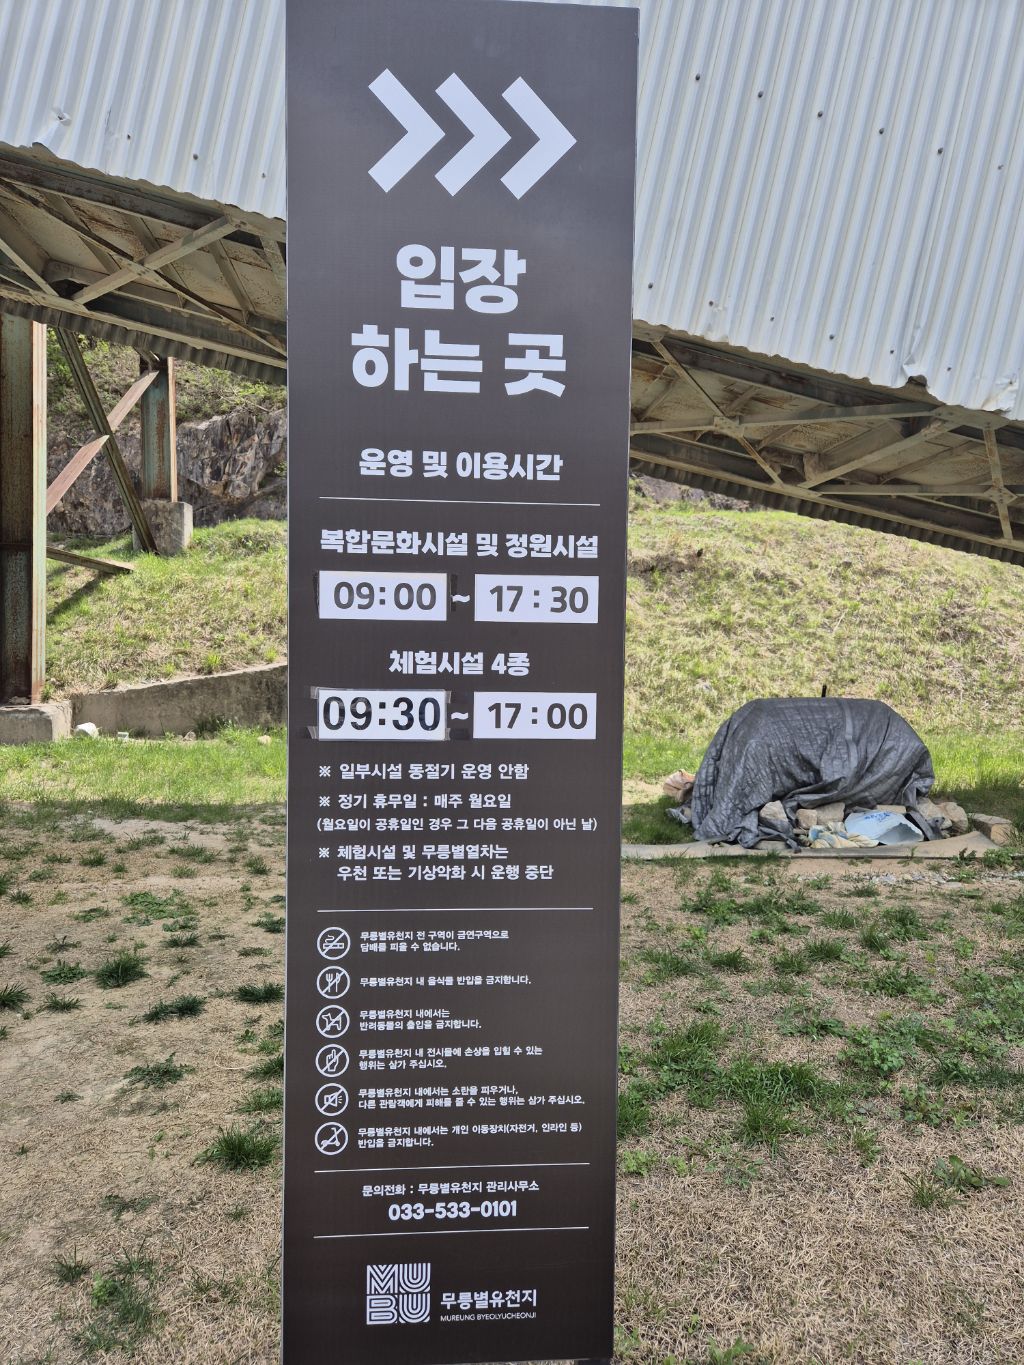 입장
하는 곳
운영 및 이용시간
복합문화시설 및 정원시설
09:00 ~ 17:30
체험시설 4종
09:30 ~ 17:00
※ 일부시설 동절기 운영 안함
※ 정기 휴무일 : 매주 월요일
(월요일이 공휴일인 경우 그 다음 공휴일이 아닌 날)
※ 체험시설 및 무릉별열차는
우천 또는 기상악화 시 운행 중단
무릉별유천지 전 구역이 금연구역으로
담배를 피울 수 없습니다.
무릉별유천지 내 음식물 반입을 금지합니다.
무릉별유천지 내에서는
반려동물의 출입을 금지합니다.
무릉별유천지 내 전시물에 손상을 입힐 수 있는
행위는 삼가 주십시오.
무릉별유천지 내에서는 소란을 피우거나,
다른 관람객에게 피해를 줄 수 있는 행위는 삼가 주십시오.
무릉별유천지 내에서는 개인 이동장치(자전거, 인라인 등)
반입을 금지합니다.
문의전화 : 무릉별유천지 관리사무소
033-533-0101
MU
BU
무릉별유천지
MUREUNG BYEOLYUCHEONJI